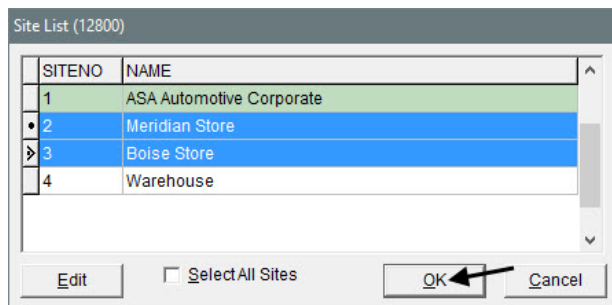 Site List (12800)
SITENO NAME
1 ASA Automotive Corporate
2 Meridian Store
3 Boise Store
4 Warehouse
Edit Select All Sites OK Cancel